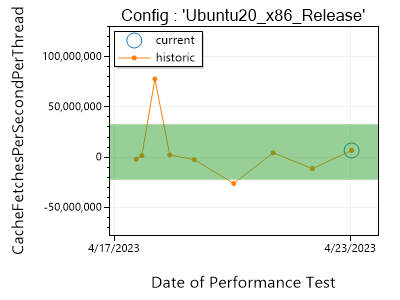 Config : 'Ubuntu20_x86_Release'
current
historic
100,000,000
50,000,000
0
-50,000,000
CacheFetchesPerSecondPerThread
4/17/2023
4/23/2023
Date of Performance Test